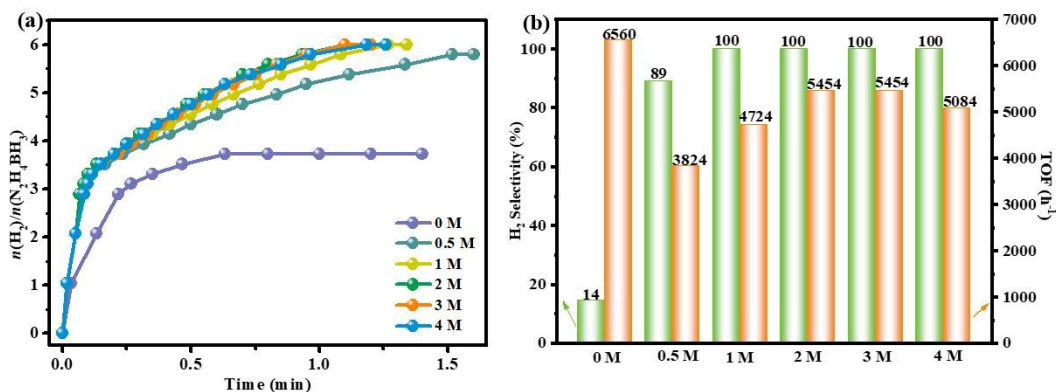 (a)
n(H₂)/n(N₂H₄BH₃)
6
5
4
3
2
1
0
0 M
0.5 M
1 M
2 M
3 M
4 M
0.0
0.5
1.0
1.5
Time (min)
(b)
H₂ Selectivity (%)
100
80
60
40
20
0
14
6560
89
3824
100
4724
100
5454
100
5454
100
5084
0 M
0.5 M
1 M
2 M
3 M
4 M
7000
6000
5000
4000
3000
2000
1000
0
TOF (h⁻¹)